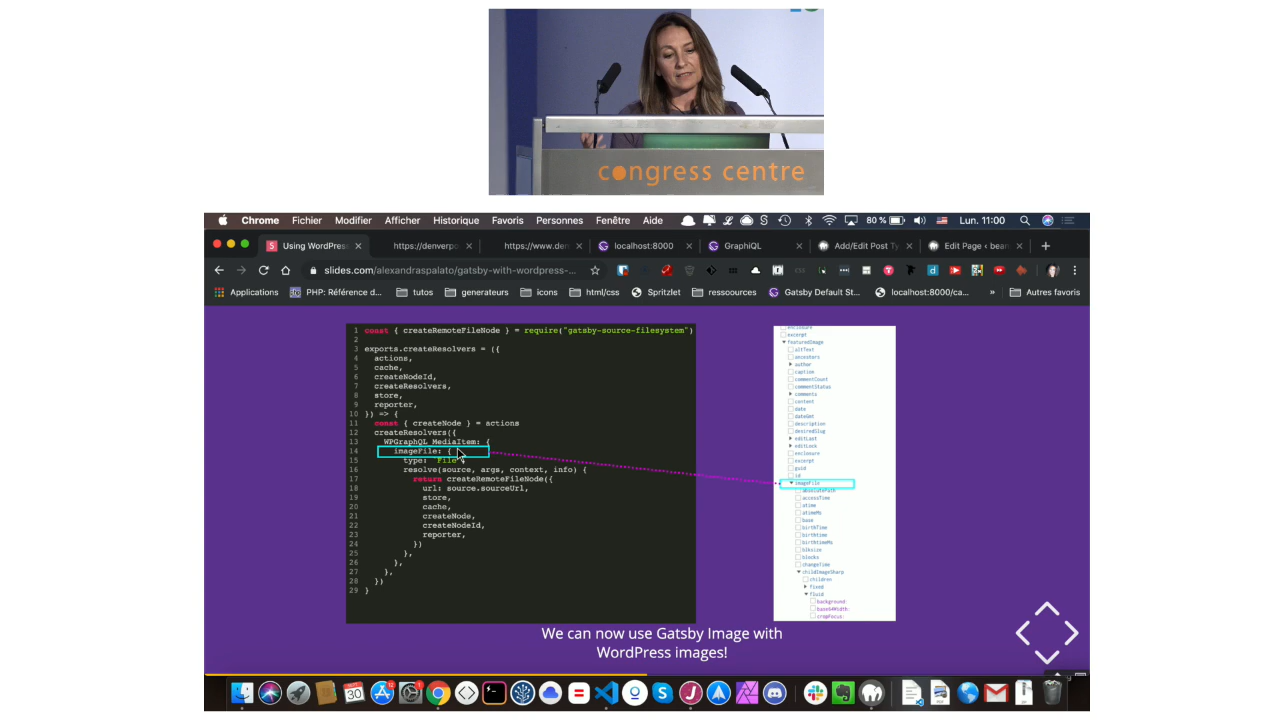 congress centre
Chrome Fichier Modifier Afficher Historique Favoris Personnes Fenêtre Aide 80 % Lun. 11:00
Using WordPres https://denverpo https://www.den localhost:8000 GraphiQL Add/Edit Post Ty Edit Page ‹ bean
slides.com/alexandraspalato/gatsby-with-wordpress-...
Applications PHP: Référence d... tutos generateurs icons html/css Spritzlet resscources Gatsby Default St... localhost:8000/ca... » Autres favoris
1 const { createRemoteFileNode } = require("gatsby-source-filesystem")
2
3 exports.createResolvers = ({
4 actions,
5 cache,
6 createNodeId,
7 createResolvers,
8 store,
9 reporter,
10 }) => {
11 const { createNode } = actions
12 createResolvers({
13 WPGraphQL_MediaItem: {
14 imageFile: {
15 type: `File`,
16 resolve(source, args, context, info) {
17 return createRemoteFileNode({
18 url: source.sourceUrl,
19 store,
20 cache,
21 createNode,
22 createNodeId,
23 reporter,
24 })
25 },
26 },
27 },
28 })
29 }
enclosure
excerpt
featuredImage
altText
ancestors
author
caption
commentCount
commentStatus
comments
content
date
dateGmt
description
desiredSlug
editLast
editLock
enclosure
excerpt
guid
id
imageFile
absolutePath
accessTime
atime
atimeMs
base
birthTime
birthtime
birthtimeMs
blksize
blocks
changeTime
childImageSharp
children
fixed
fluid
background:
base64Width:
cropFocus:
We can now use Gatsby Image with
WordPress images!